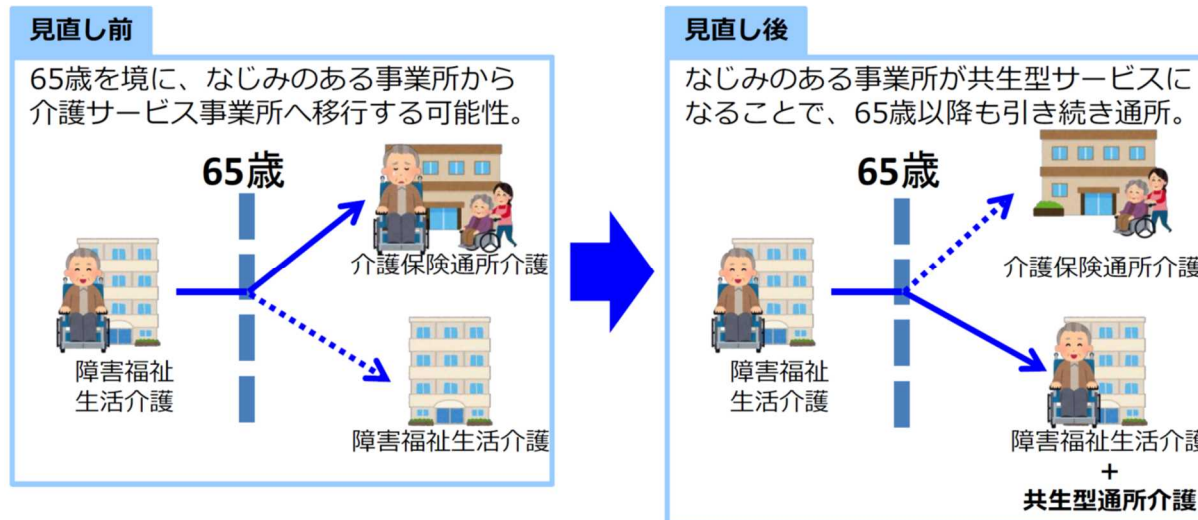 見直し前
65歳を境に、なじみのある事業所から
介護サービス事業所へ移行する可能性。
65歳
介護保険通所介護
障害福祉
生活介護
障害福祉生活介護
見直し後
なじみのある事業所が共生型サービスに
なることで、65歳以降も引き続き通所。
65歳
介護保険通所介護
障害福祉
生活介護
障害福祉生活介護
+
共生型通所介護